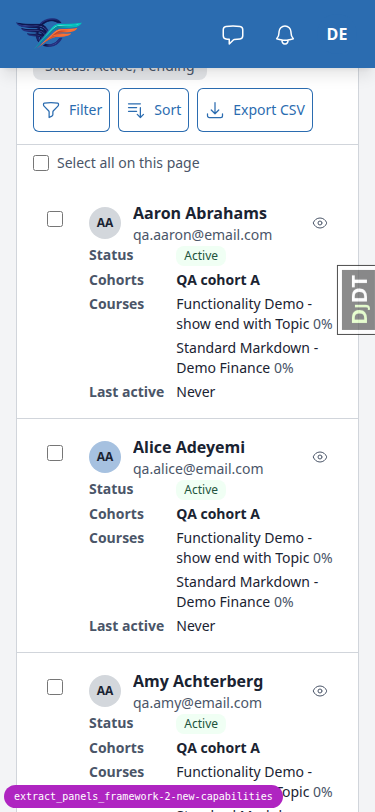 DE
Status: Active, Pending
Filter
Sort
Export CSV
Select all on this page
AA
Aaron Abrahams
qa.aaron@email.com
Status
Active
Cohorts
QA cohort A
Courses
Functionality Demo -
show end with Topic 0%
Standard Markdown -
Demo Finance 0%
Last active
Never
DJDT
AA
Alice Adeyemi
qa.alice@email.com
Status
Active
Cohorts
QA cohort A
Courses
Functionality Demo -
show end with Topic 0%
Standard Markdown -
Demo Finance 0%
Last active
Never
AA
Amy Achterberg
qa.amy@email.com
Status
Active
Cohorts
QA cohort A
Courses
Functionality Demo -
Topic 0%
extract_panels_framework-2-new-capabilities